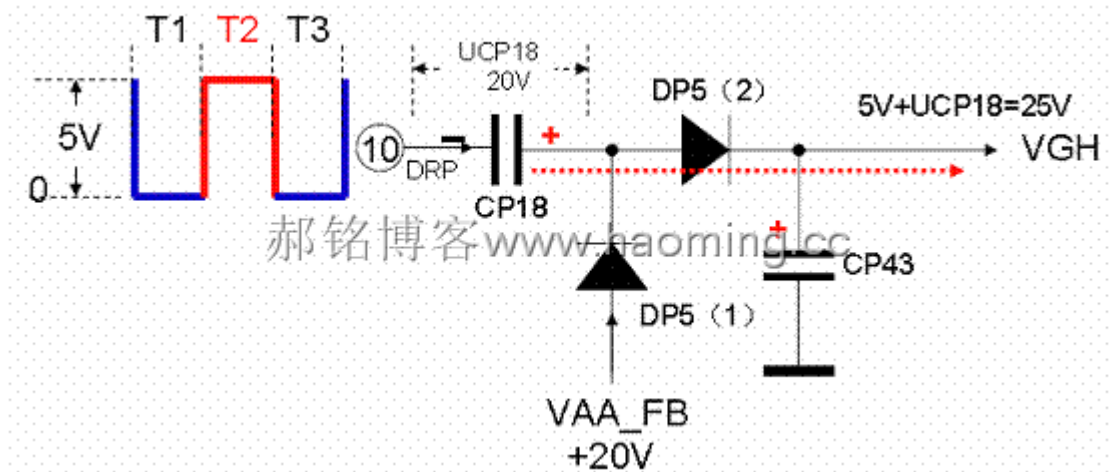 T1 T2 T3
UCP18
20V
DP5（2）
5V+UCP18=25V
5V
10
VGH
0
DRP
+
CP18
郝铭博客www.haoming.cc
+
CP43
DP5（1）
VAA_FB
+20V